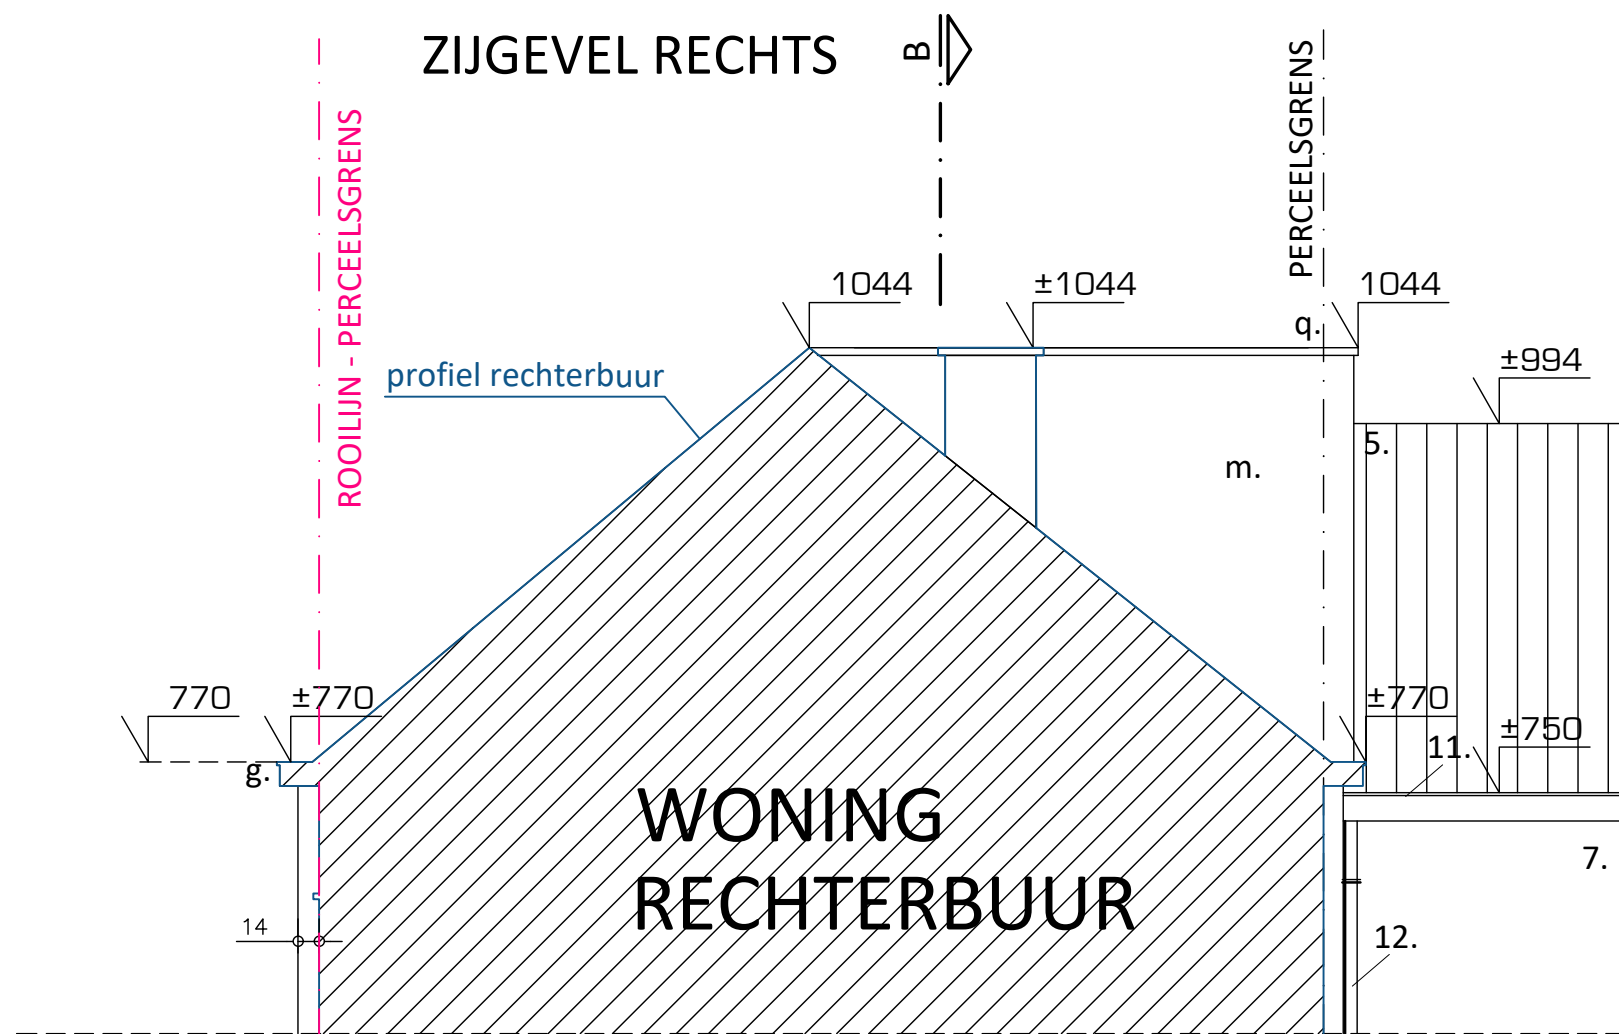 ZIJGEVEL RECHTS
B
PERCEELSGRENS
ROOILIJN - PERCEELSGRENS
1044
±1044
1044
q.
±994
profiel rechterbuur
5.
m.
770
±770
±770
±750
11.
g.
WONING
RECHTERBUUR
7.
14
12.